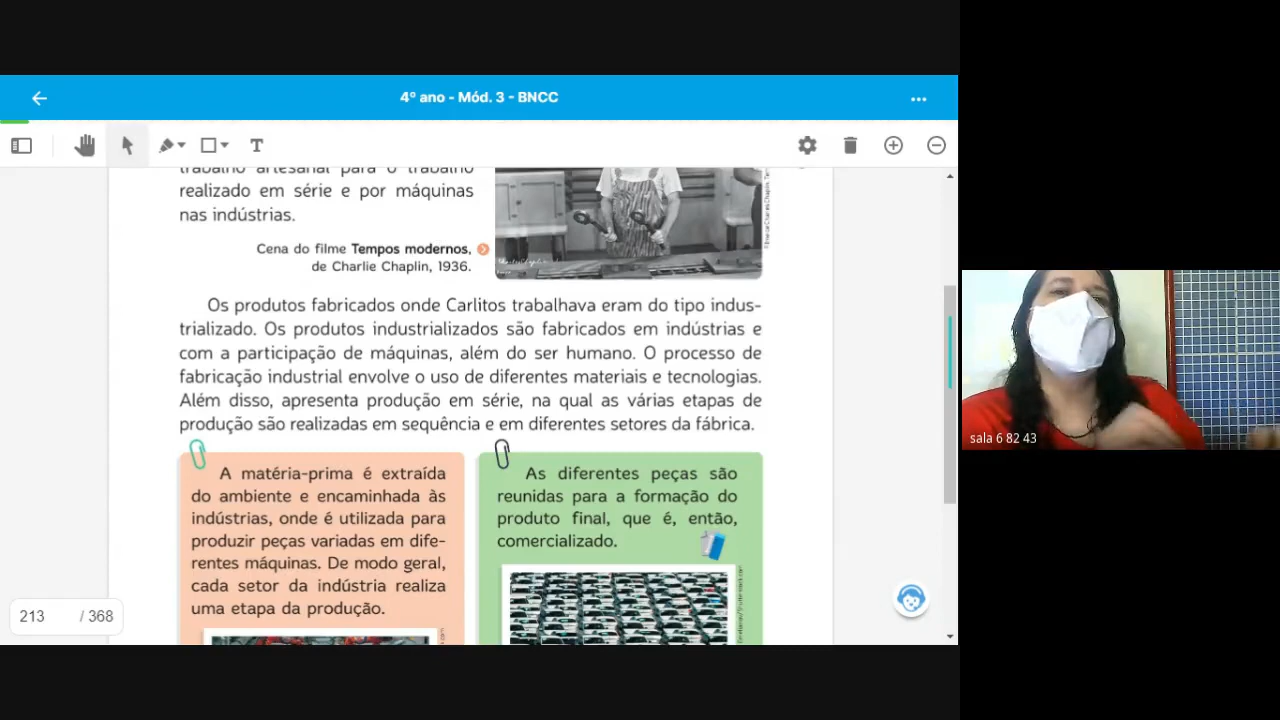 4º ano - Mód. 3 - BNCC
T
trabalho artesanal para o trabalho
realizado em série e por máquinas
nas indústrias.
Cena do filme Tempos modernos,
de Charlie Chaplin, 1936.
Os produtos fabricados onde Carlitos trabalhava eram do tipo indus-
trializado. Os produtos industrializados são fabricados em indústrias e
com a participação de máquinas, além do ser humano. O processo de
fabricação industrial envolve o uso de diferentes materiais e tecnologias.
Além disso, apresenta produção em série, na qual as várias etapas de
produção são realizadas em sequência e em diferentes setores da fábrica.
A matéria-prima é extraída
do ambiente e encaminhada às
indústrias, onde é utilizada para
produzir peças variadas em dife-
rentes máquinas. De modo geral,
cada setor da indústria realiza
uma etapa da produção.
As diferentes peças são
reunidas para a formação do
produto final, que é, então,
comercializado.
213 / 368
sala 6 82 43